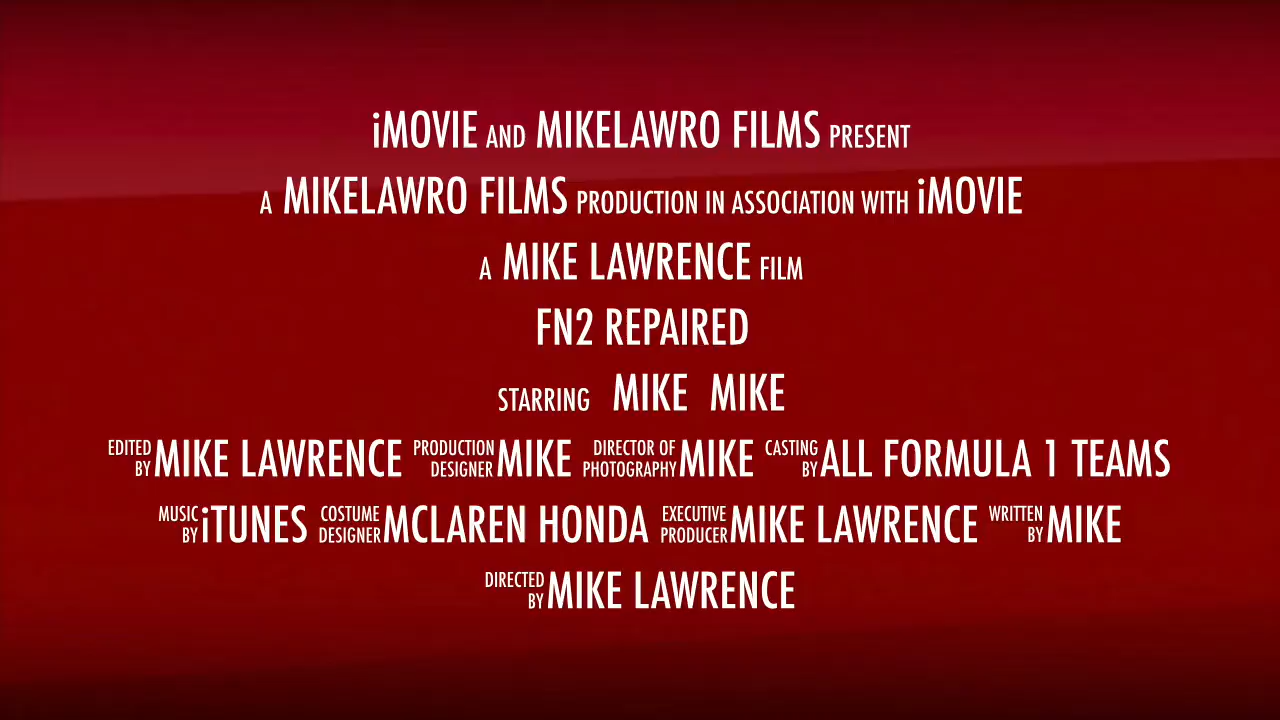 iMOVIE AND MIKELAWRO FILMS PRESENT
A MIKELAWRO FILMS PRODUCTION IN ASSOCIATION WITH iMOVIE
A MIKE LAWRENCE FILM
FN2 REPAIRED
STARRING MIKE MIKE
EDITED BY MIKE LAWRENCE PRODUCTION DESIGNER MIKE DIRECTOR OF PHOTOGRAPHY MIKE CASTING BY ALL FORMULA 1 TEAMS
MUSIC BY iTUNES COSTUME DESIGNER MCLAREN HONDA EXECUTIVE PRODUCER MIKE LAWRENCE WRITTEN BY MIKE
DIRECTED BY MIKE LAWRENCE